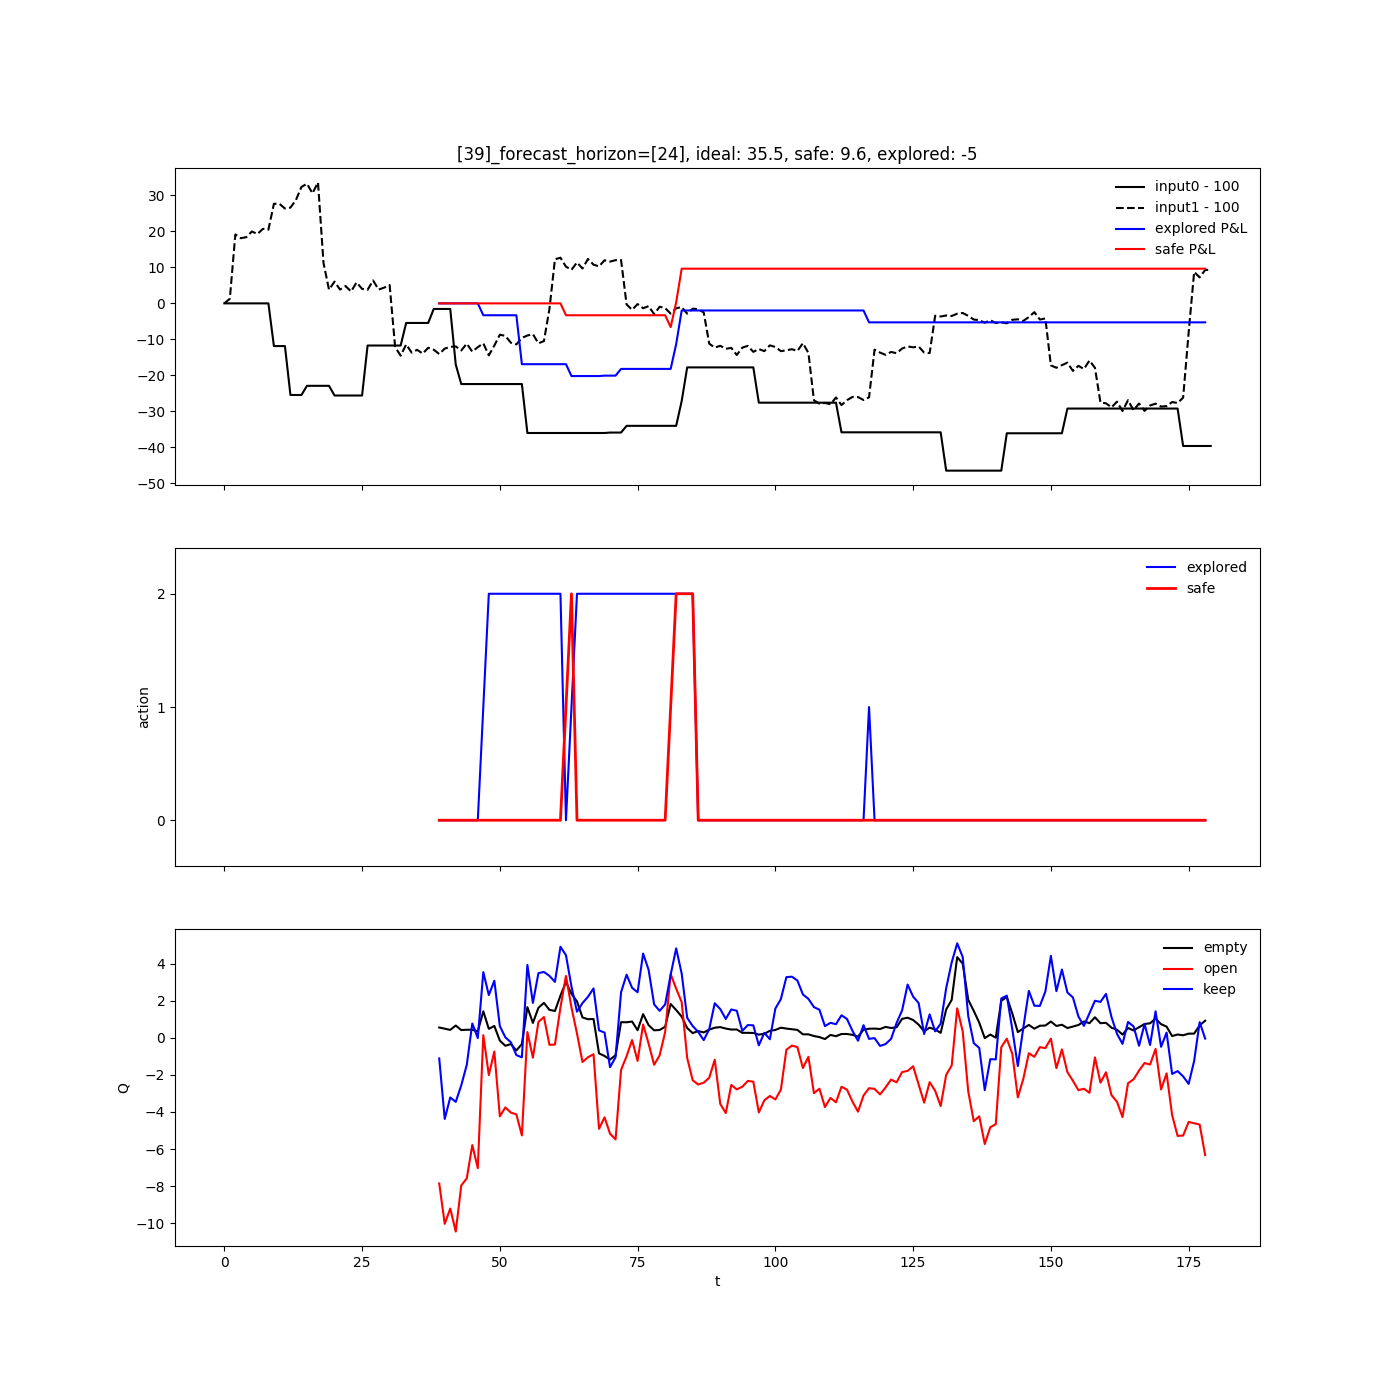 [39]_forecast_horizon=[24], ideal: 35.5, safe: 9.6, explored: -5
30
20
10
0
−10
−20
−30
−40
−50
input0 - 100
input1 - 100
explored P&L
safe P&L
action
2
1
0
explored
safe
Q
4
2
0
−2
−4
−6
−8
−10
empty
open
keep
0 25 50 75 100 125 150 175
t